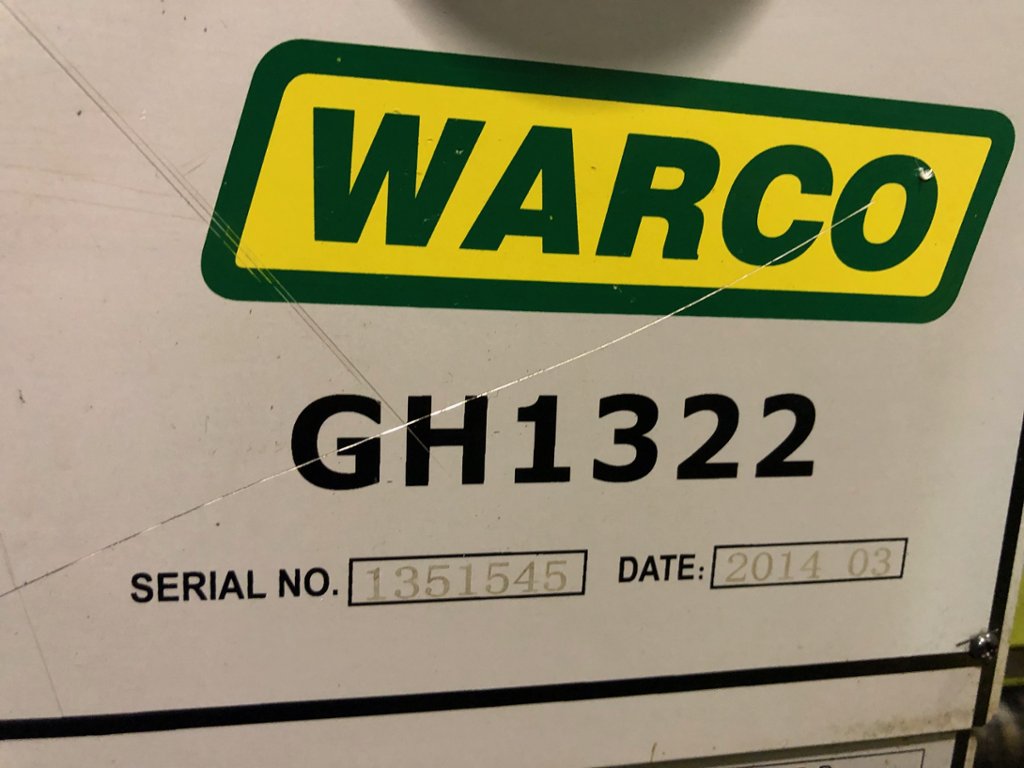 WARCO
GH1322
SERIAL NO. 1351545 DATE: 2014 03